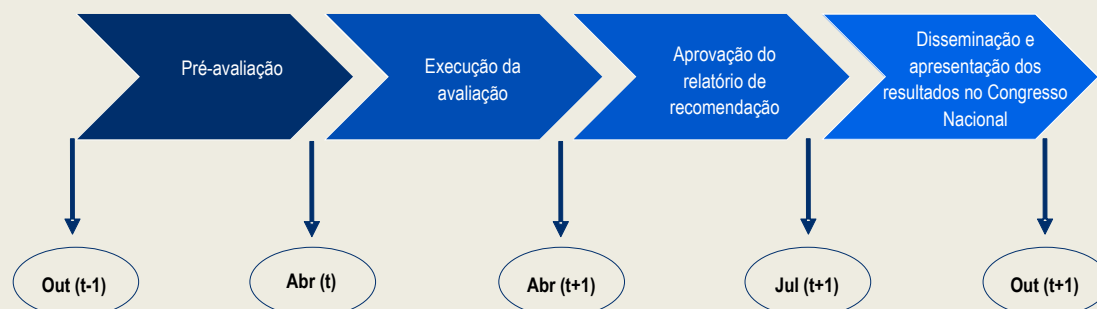 Pré-avaliação
Execução da
avaliação
Aprovação do
relatório de
recomendação
Disseminação e
apresentação dos
resultados no Congresso
Nacional
Out (t-1)
Abr (t)
Abr (t+1)
Jul (t+1)
Out (t+1)